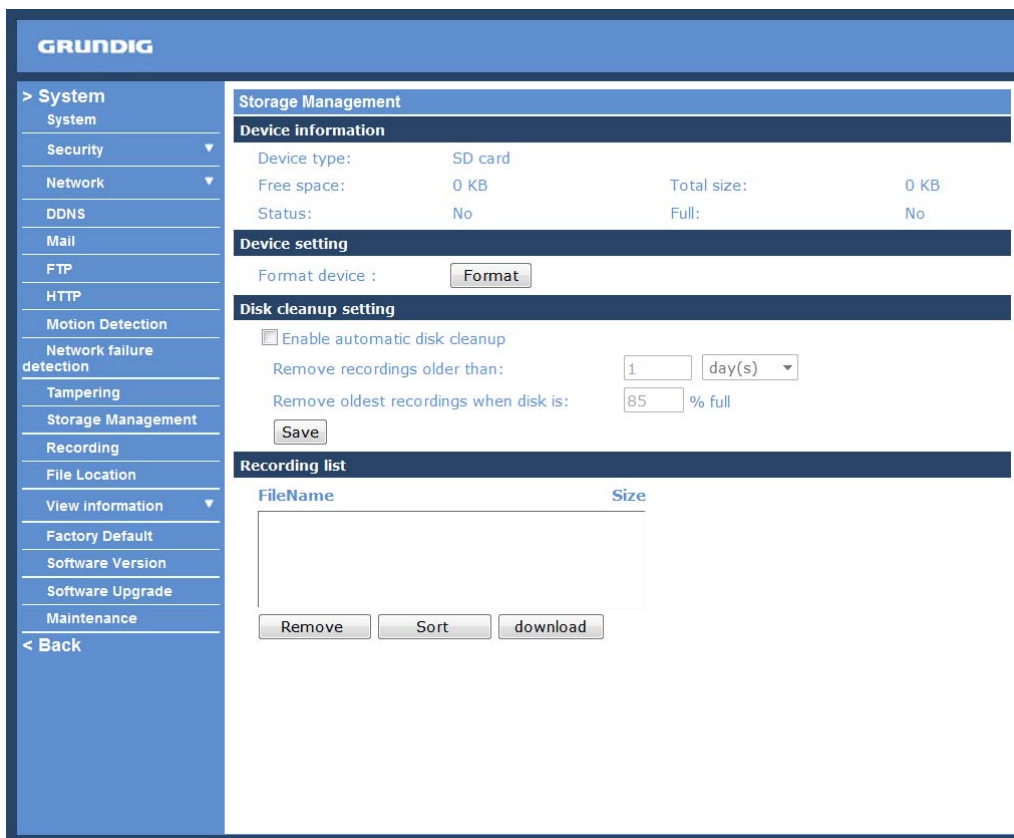 GRUNDIG
> System
System
Security
Network
DDNS
Mail
FTP
HTTP
Motion Detection
Network failure
detection
Tampering
Storage Management
Recording
File Location
View information
Factory Default
Software Version
Software Upgrade
Maintenance
< Back
Storage Management
Device information
Device type: SD card
Free space: 0 KB Total size: 0 KB
Status: No Full: No
Device setting
Format device : Format
Disk cleanup setting
Enable automatic disk cleanup
Remove recordings older than: 1 day(s)
Remove oldest recordings when disk is: 85 % full
Save
Recording list
FileName Size
Remove Sort download